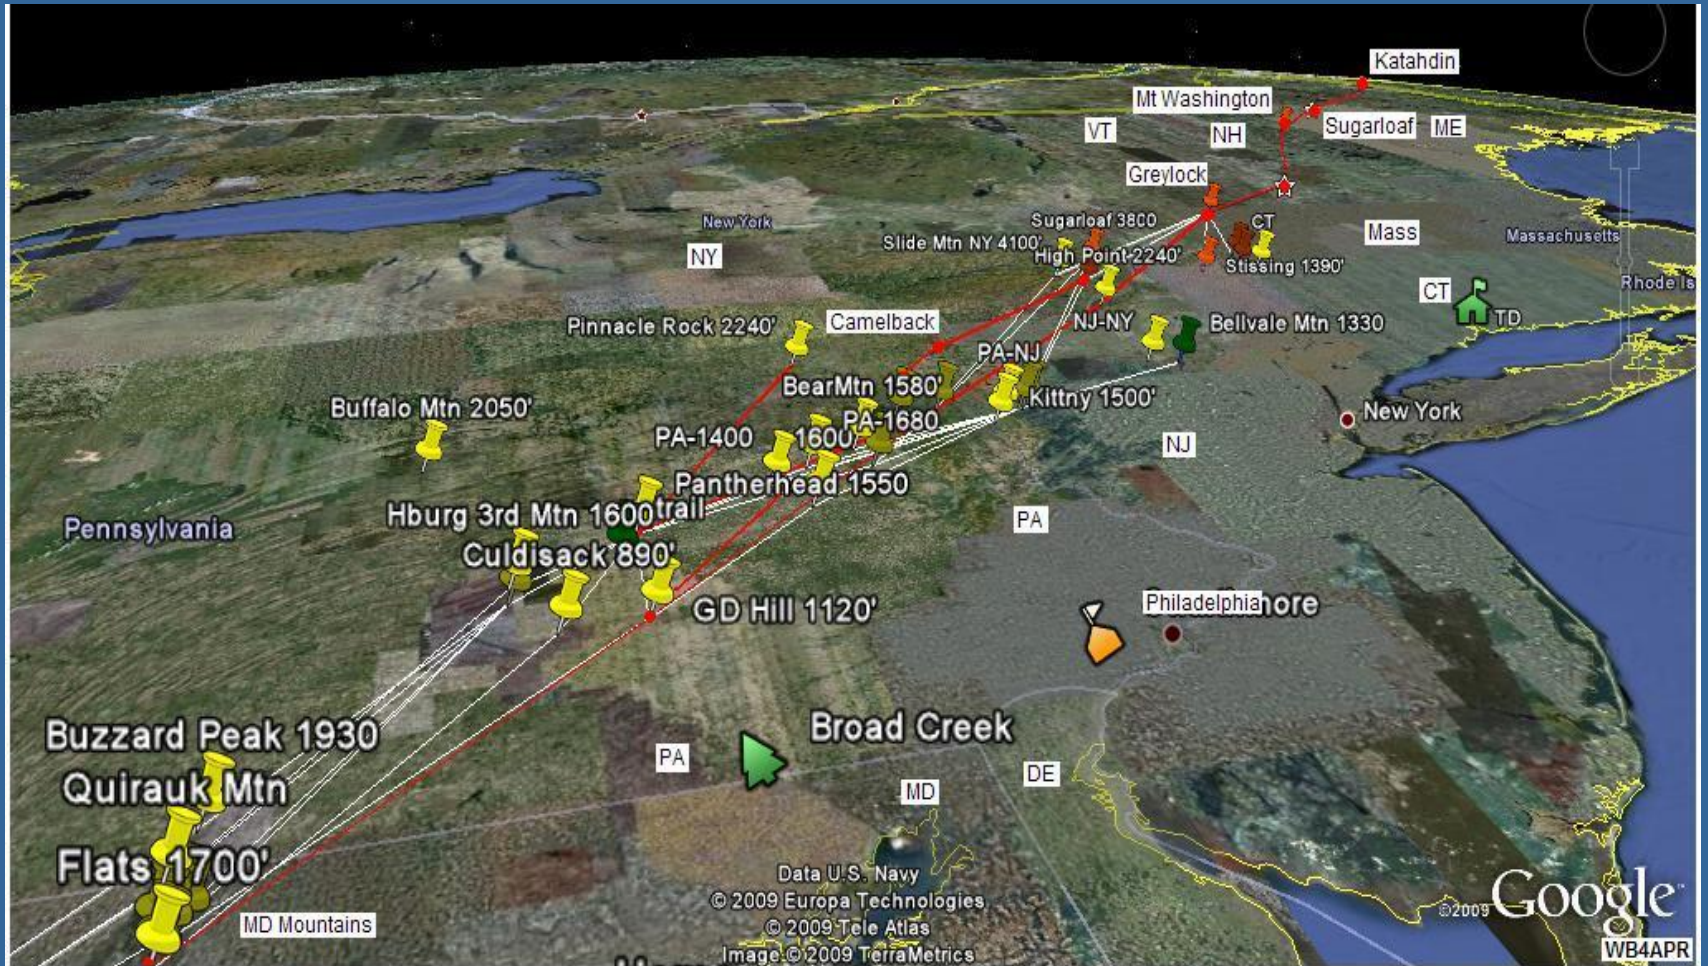 Katahdin
Mt Washington
VT
NH
Sugarloaf
ME
Greylock
New York
NY
Sugarloaf 3800
CT
Slide Mtn NY 4100'
High Point 2240'
Stissing 1390'
Mass
Massachusetts
Rhode Is
CT
TD
Pinnacle Rock 2240'
Camelback
NJ-NY
Bellvale Mtn 1330
PA-NJ
BearMtn 1580'
Kittny 1500'
New York
Buffalo Mtn 2050'
PA-1400
1600
PA-1680
NJ
Pantherhead 1550
Pennsylvania
Hburg 3rd Mtn 1600
trail
PA
Culdisack 890'
GD Hill 1120'
Philadelphia
more
Buzzard Peak 1930
Broad Creek
PA
DE
Quirauk Mtn
MD
Flats 1700'
MD Mountains
Data U.S. Navy
© 2009 Europa Technologies
© 2009 Tele Atlas
Image © 2009 TerraMetrics
©2009 Google
WB4APR